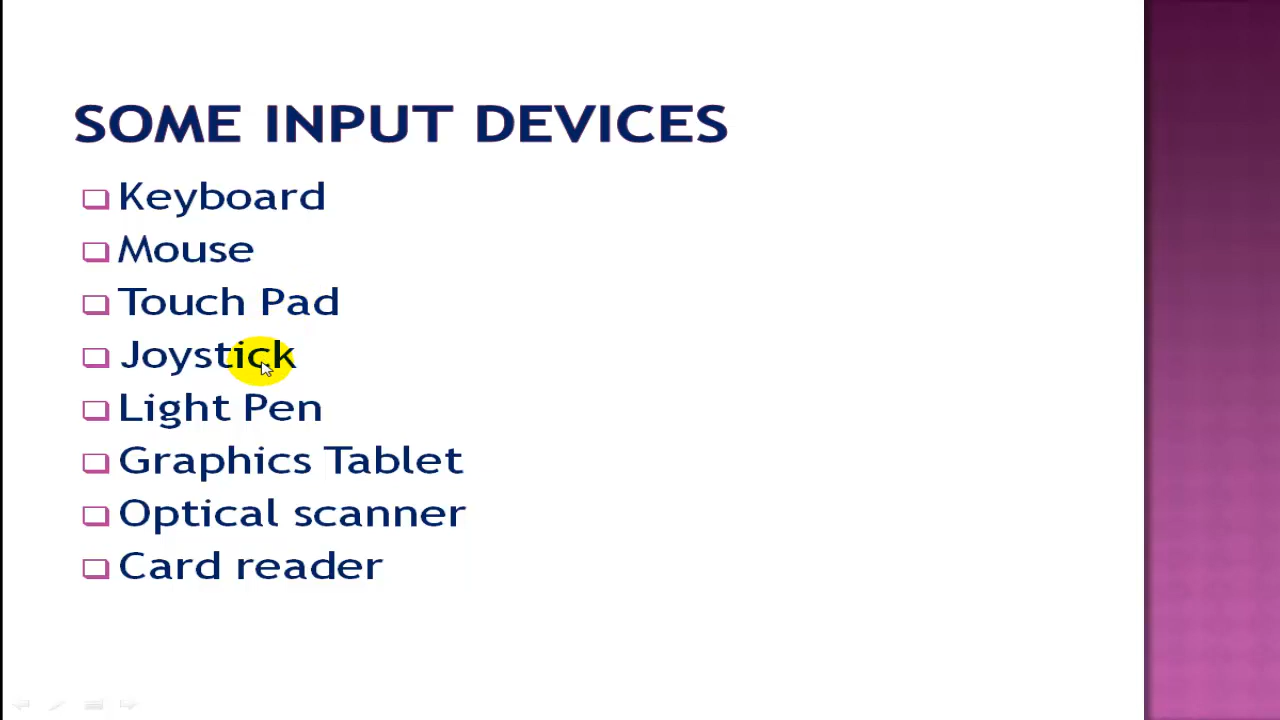 SOME INPUT DEVICES
Keyboard
Mouse
Touch Pad
Joystick
Light Pen
Graphics Tablet
Optical scanner
Card reader